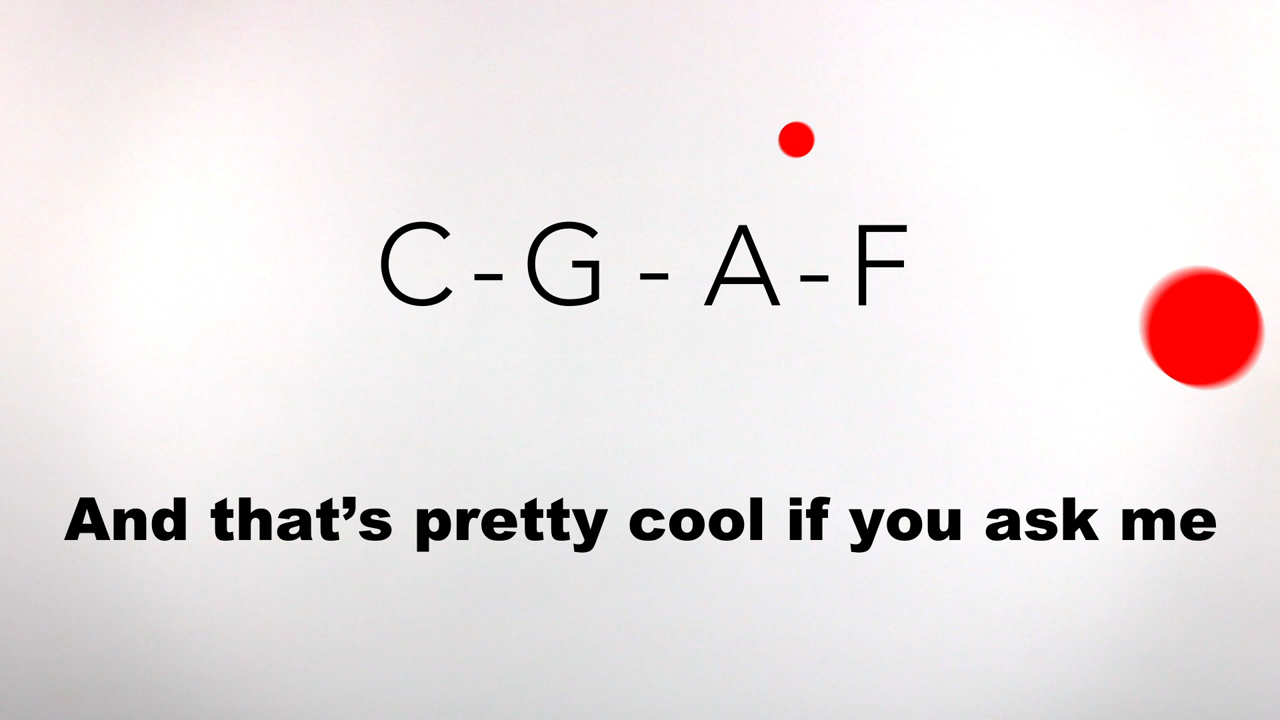 C - G - A - F
And that’s pretty cool if you ask me